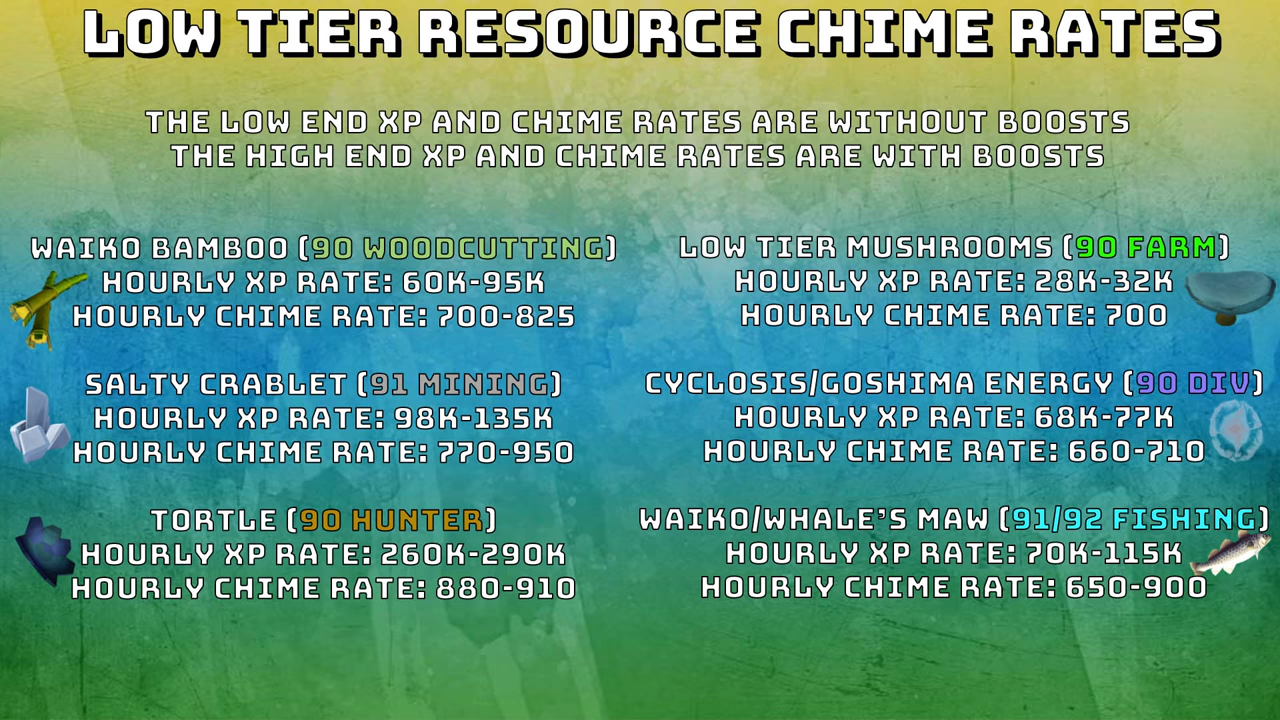 LOW TIER RESOURCE CHIME RATES
THE LOW END XP AND CHIME RATES ARE WITHOUT BOOSTS
THE HIGH END XP AND CHIME RATES ARE WITH BOOSTS
WAIKO BAMBOO (90 WOODCUTTING)
HOURLY XP RATE: 60K-95K
HOURLY CHIME RATE: 700-825
SALTY CRABLET (91 MINING)
HOURLY XP RATE: 98K-135K
HOURLY CHIME RATE: 770-950
TORTLE (90 HUNTER)
HOURLY XP RATE: 260K-290K
HOURLY CHIME RATE: 880-910
LOW TIER MUSHROOMS (90 FARM)
HOURLY XP RATE: 28K-32K
HOURLY CHIME RATE: 700
CYCLOSIS/GOSHIMA ENERGY (90 DIV)
HOURLY XP RATE: 68K-77K
HOURLY CHIME RATE: 660-710
WAIKO/WHALE'S MAW (91/92 FISHING)
HOURLY XP RATE: 70K-115K
HOURLY CHIME RATE: 650-900